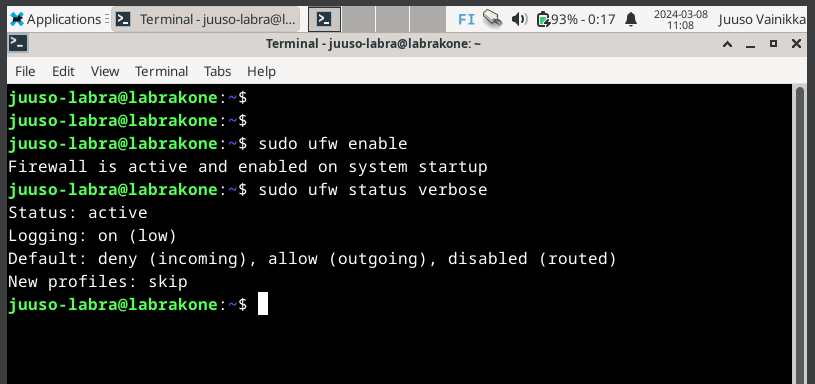 Applications
Terminal - juuso-labra@l...
FI
93% - 0:17
2024-03-08
11:08
Juuso Vainikka
Terminal - juuso-labra@labrakone: ~
File Edit View Terminal Tabs Help
juuso-labra@labrakone:~$
juuso-labra@labrakone:~$
juuso-labra@labrakone:~$ sudo ufw enable
Firewall is active and enabled on system startup
juuso-labra@labrakone:~$ sudo ufw status verbose
Status: active
Logging: on (low)
Default: deny (incoming), allow (outgoing), disabled (routed)
New profiles: skip
juuso-labra@labrakone:~$